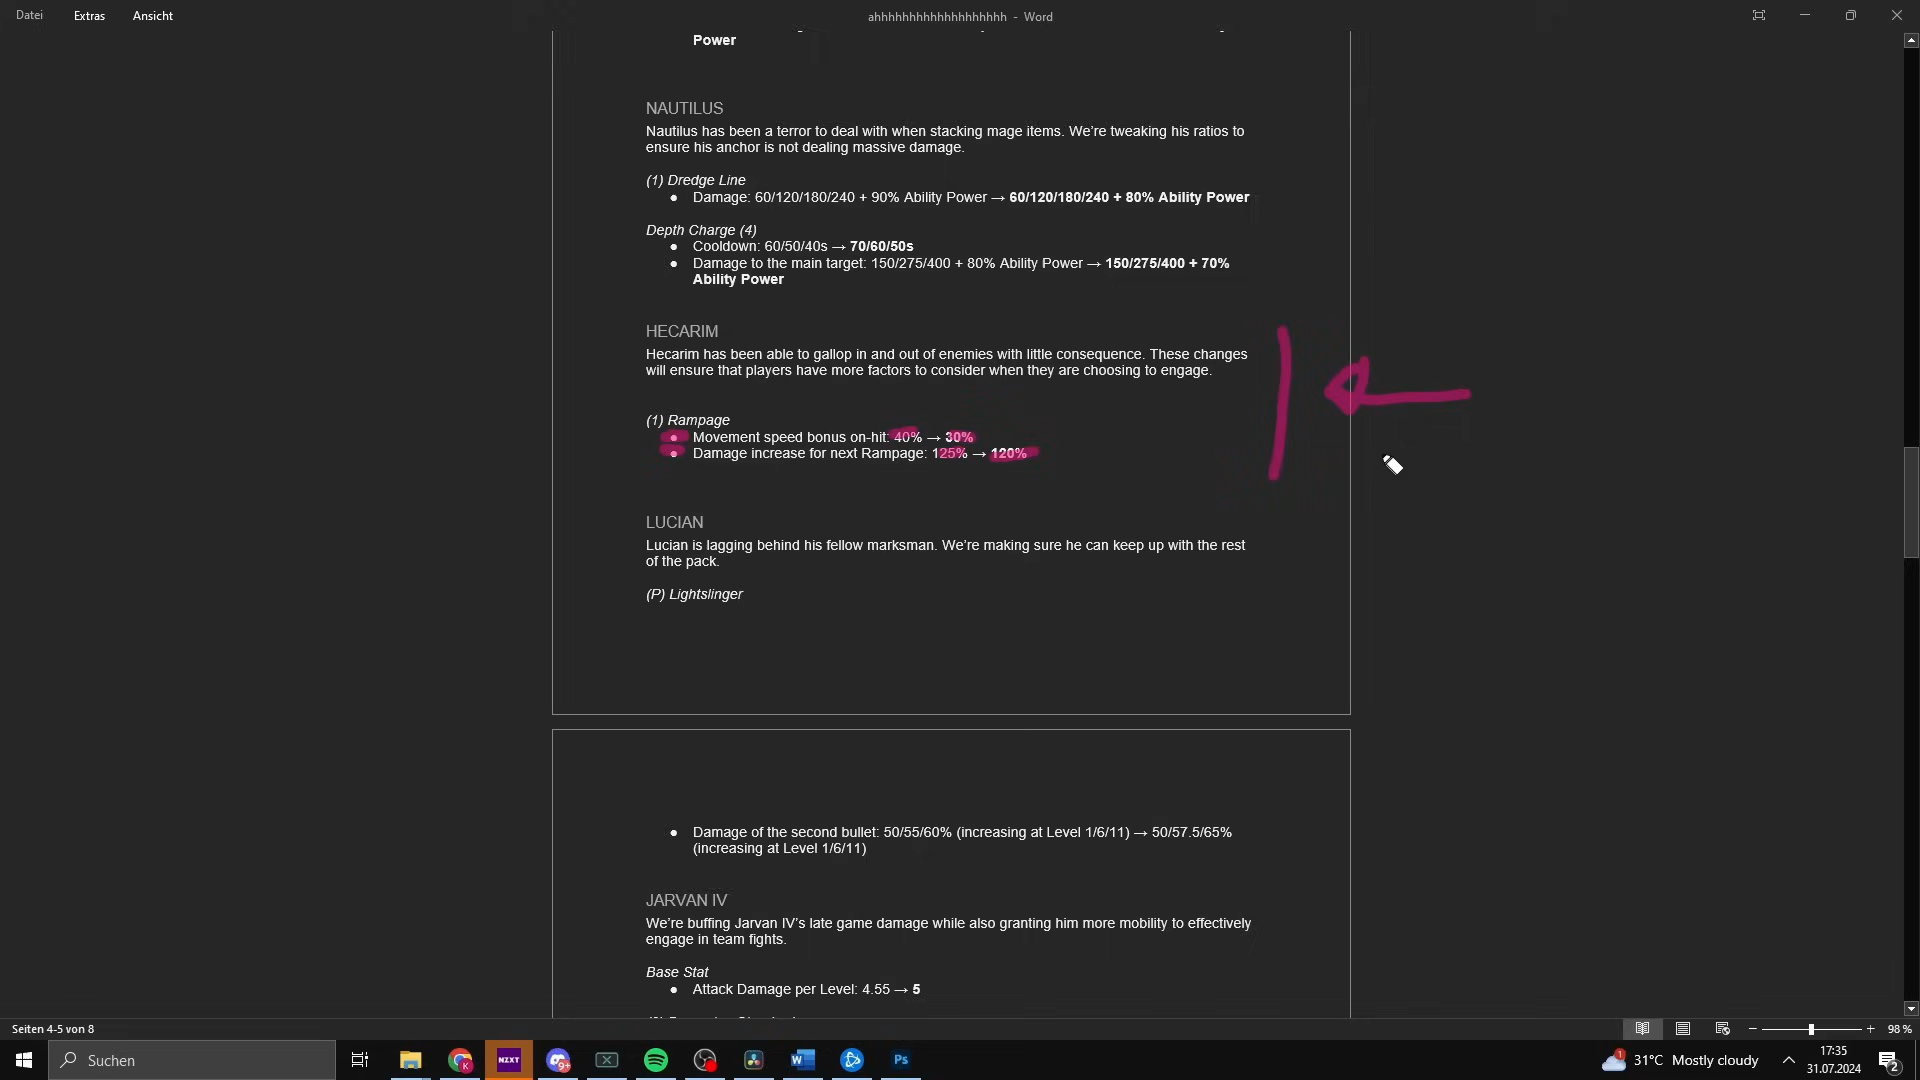 Datei Extras Ansicht ahhhhhhhhhhhhhhhhhhh - Word
Power
NAUTILUS
Nautilus has been a terror to deal with when stacking mage items. We’re tweaking his ratios to
ensure his anchor is not dealing massive damage.
(1) Dredge Line
● Damage: 60/120/180/240 + 90% Ability Power → 60/120/180/240 + 80% Ability Power
Depth Charge (4)
● Cooldown: 60/50/40s → 70/60/50s
● Damage to the main target: 150/275/400 + 80% Ability Power → 150/275/400 + 70%
Ability Power
HECARIM
Hecarim has been able to gallop in and out of enemies with little consequence. These changes
will ensure that players have more factors to consider when they are choosing to engage.
(1) Rampage
● Movement speed bonus on-hit: 40% → 30%
● Damage increase for next Rampage: 125% → 120%
LUCIAN
Lucian is lagging behind his fellow marksman. We’re making sure he can keep up with the rest
of the pack.
(P) Lightslinger
● Damage of the second bullet: 50/55/60% (increasing at Level 1/6/11) → 50/57.5/65%
(increasing at Level 1/6/11)
JARVAN IV
We’re buffing Jarvan IV’s late game damage while also granting him more mobility to effectively
engage in team fights.
Base Stat
● Attack Damage per Level: 4.55 → 5
Seiten 4-5 von 8 98 %
Suchen NZXT 9+ W Ps 1 31°C Mostly cloudy 17:35 2
31.07.2024